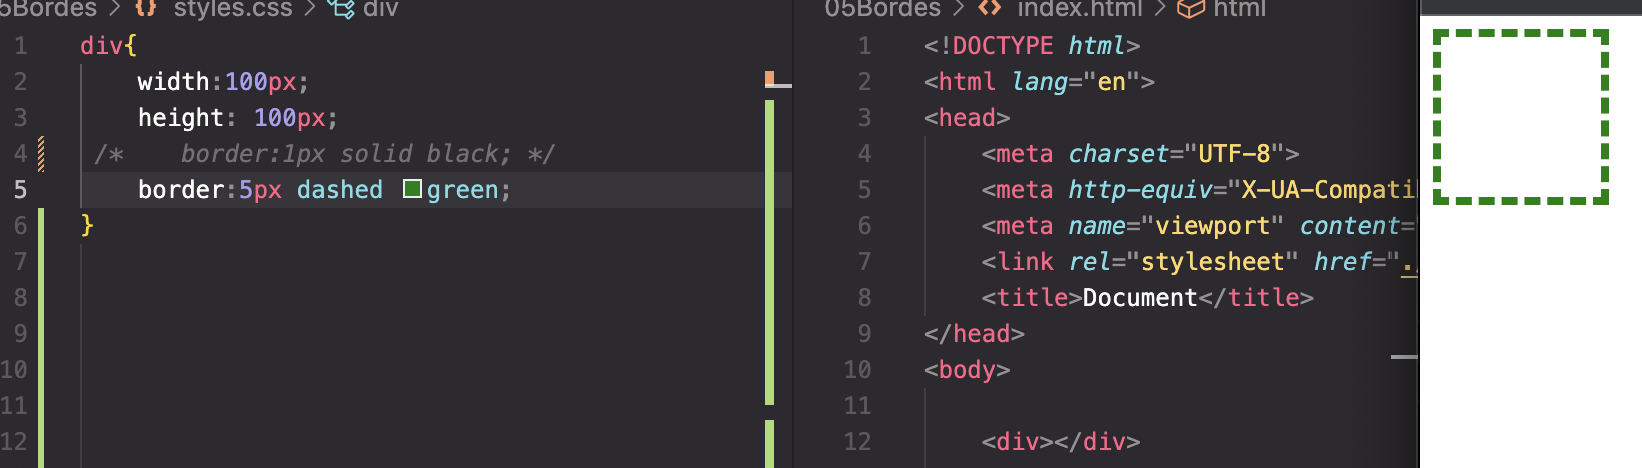 5Bordes > {} styles.css > div
1 div{
2 width:100px;
3 height: 100px;
4 /* border:1px solid black; */
5 border:5px dashed green;
6 }
7
8
9
10
11
12
05Bordes > <> index.html > html
1 <!DOCTYPE html>
2 <html lang="en">
3 <head>
4 <meta charset="UTF-8">
5 <meta http-equiv="X-UA-Compati
6 <meta name="viewport" content=
7 <link rel="stylesheet" href=".
8 <title>Document</title>
9 </head>
10 <body>
11
12 <div></div>